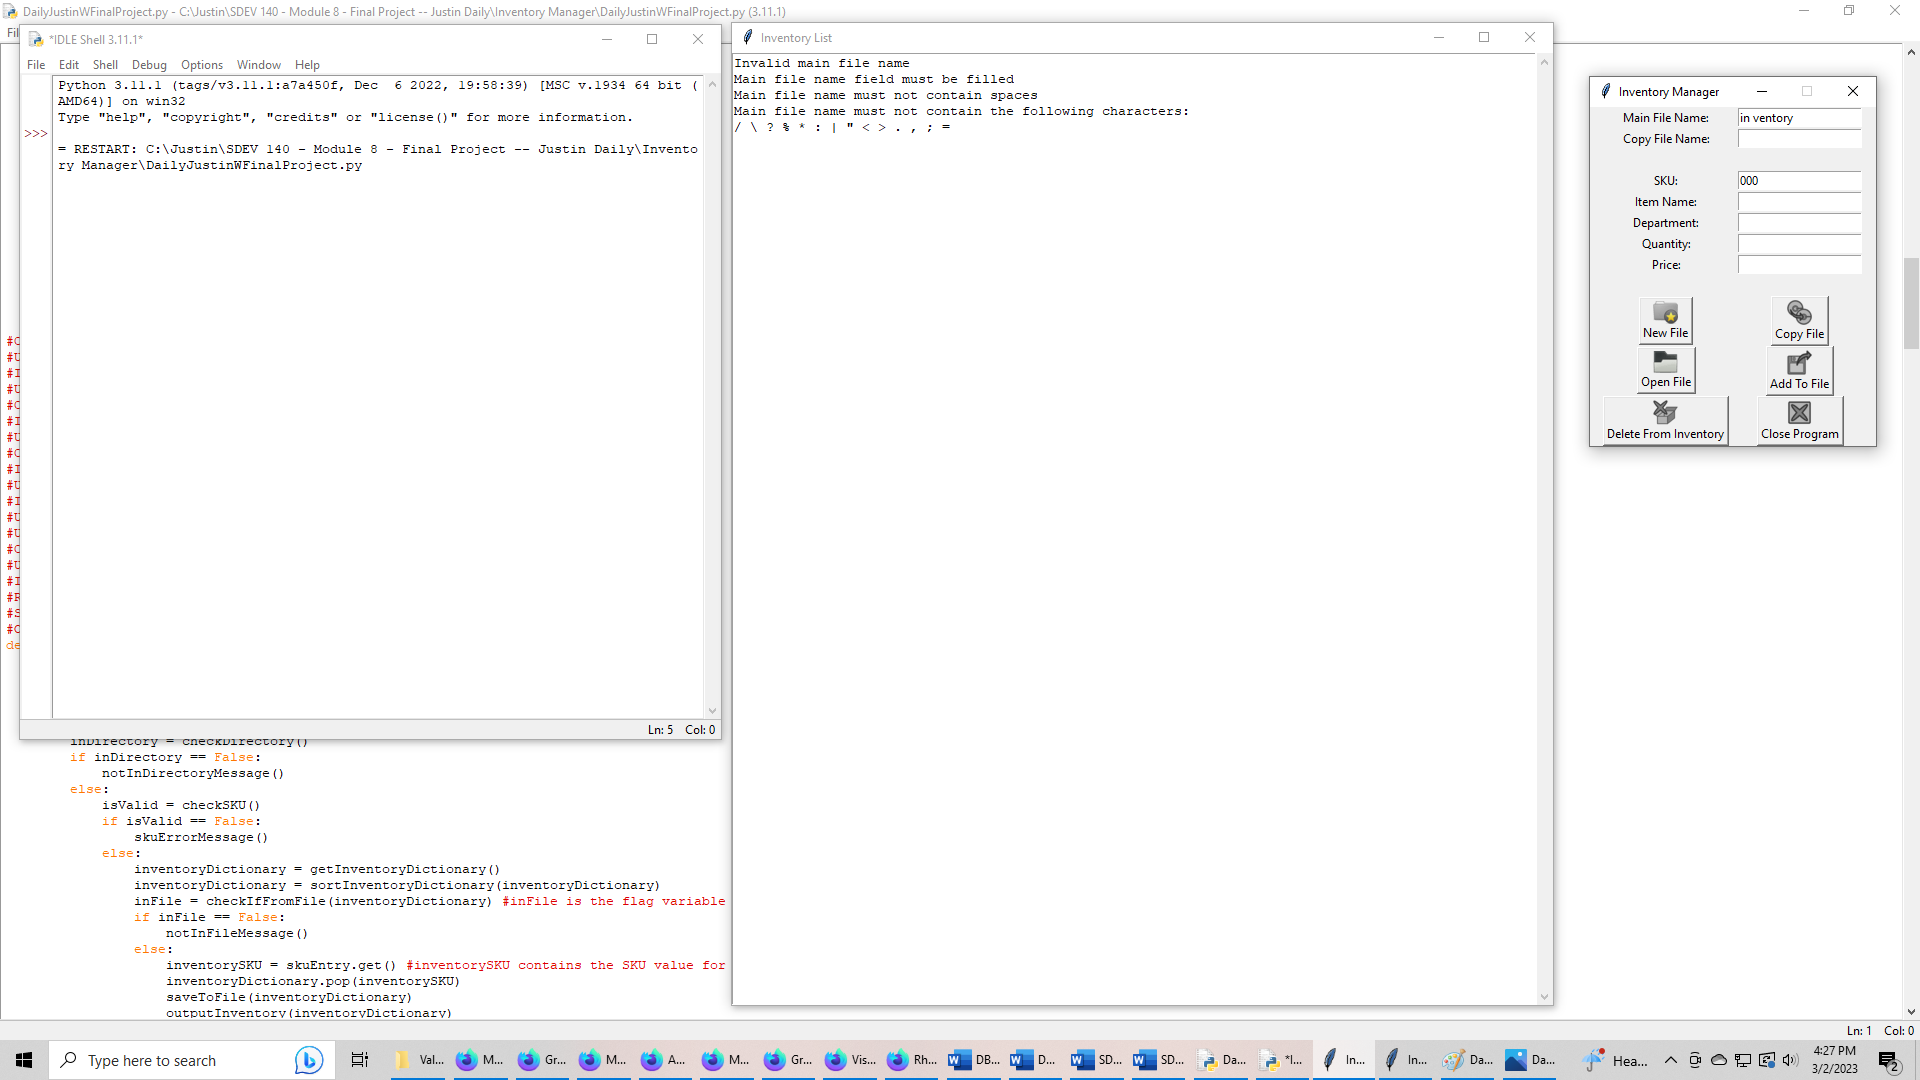 DailyJustinWFinalProject.py - C:\Justin\SDEV 140 - Module 8 - Final Project -- Justin Daily\Inventory Manager\DailyJustinWFinalProject.py (3.11.1)
*IDLE Shell 3.11.1*
File Edit Shell Debug Options Window Help
Python 3.11.1 (tags/v3.11.1:a7a450f, Dec  6 2022, 19:58:39) [MSC v.1934 64 bit (
AMD64)] on win32
Type "help", "copyright", "credits" or "license()" for more information.
>>>
= RESTART: C:\Justin\SDEV 140 - Module 8 - Final Project -- Justin Daily\Invento
ry Manager\DailyJustinWFinalProject.py
Ln: 5 Col: 0
Inventory List
Invalid main file name
Main file name field must be filled
Main file name must not contain spaces
Main file name must not contain the following characters:
/ \ ? % * : | " < > . , ; =
Inventory Manager
Main File Name: in ventory
Copy File Name:
SKU: 000
Item Name:
Department:
Quantity:
Price:
New File Copy File
Open File Add To File
Delete From Inventory Close Program
inDirectory = checkDirectory()
if inDirectory == False:
notInDirectoryMessage()
else:
isValid = checkSKU()
if isValid == False:
skuErrorMessage()
else:
inventoryDictionary = getInventoryDictionary()
inventoryDictionary = sortInventoryDictionary(inventoryDictionary)
inFile = checkIfFromFile(inventoryDictionary) #inFile is the flag variable
if inFile == False:
notInFileMessage()
else:
inventorySKU = skuEntry.get() #inventorySKU contains the SKU value for
inventoryDictionary.pop(inventorySKU)
saveToFile(inventoryDictionary)
outputInventory(inventoryDictionary)
Ln: 1 Col: 0
Type here to search
Val... M... Gr... M... A... M... Gr... Vis... Rh... DB... D... SD... SD... Da... *I... In... In... Da... Da... Hea...
4:27 PM
3/2/2023
2